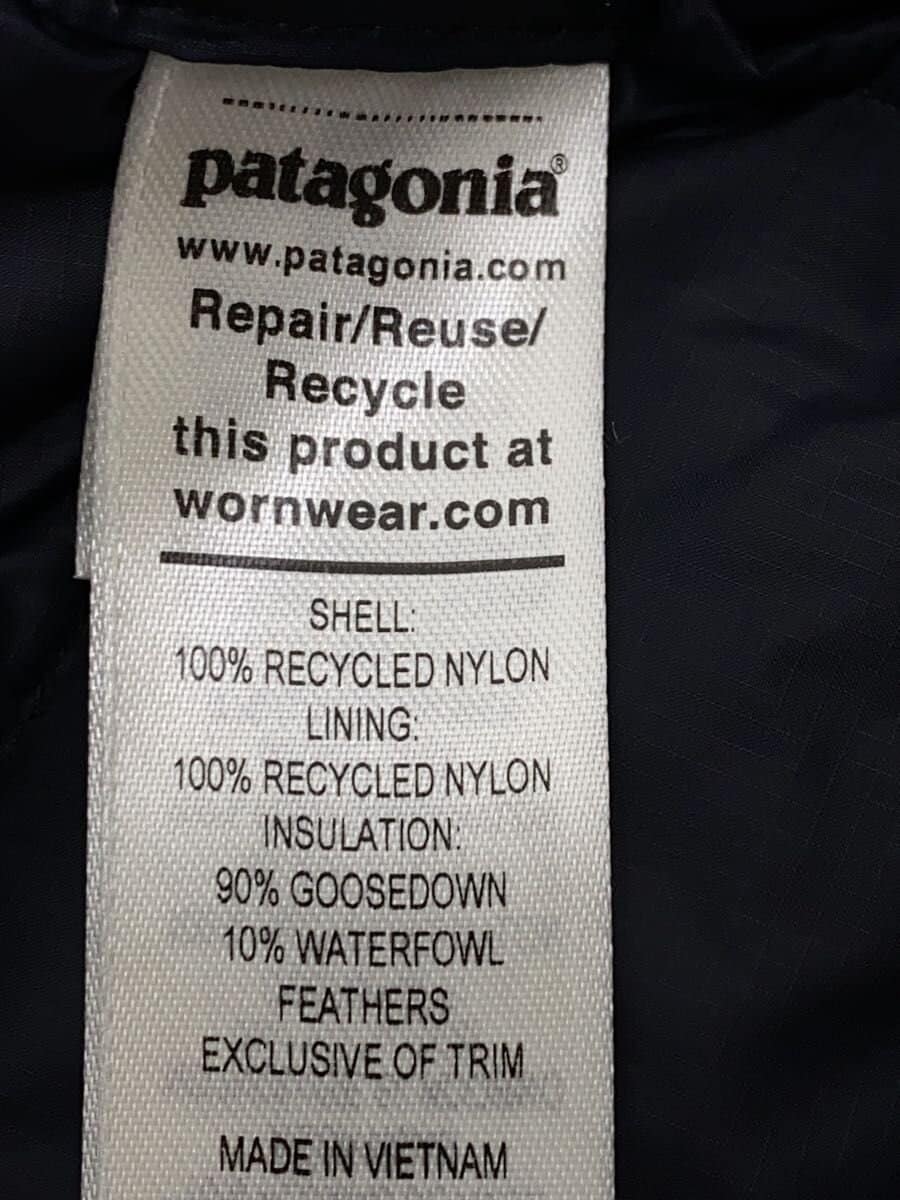 patagonia®
www.patagonia.com
Repair/Reuse/
Recycle
this product at
wornwear.com
SHELL:
100% RECYCLED NYLON
LINING:
100% RECYCLED NYLON
INSULATION:
90% GOOSEDOWN
10% WATERFOWL
FEATHERS
EXCLUSIVE OF TRIM
MADE IN VIETNAM